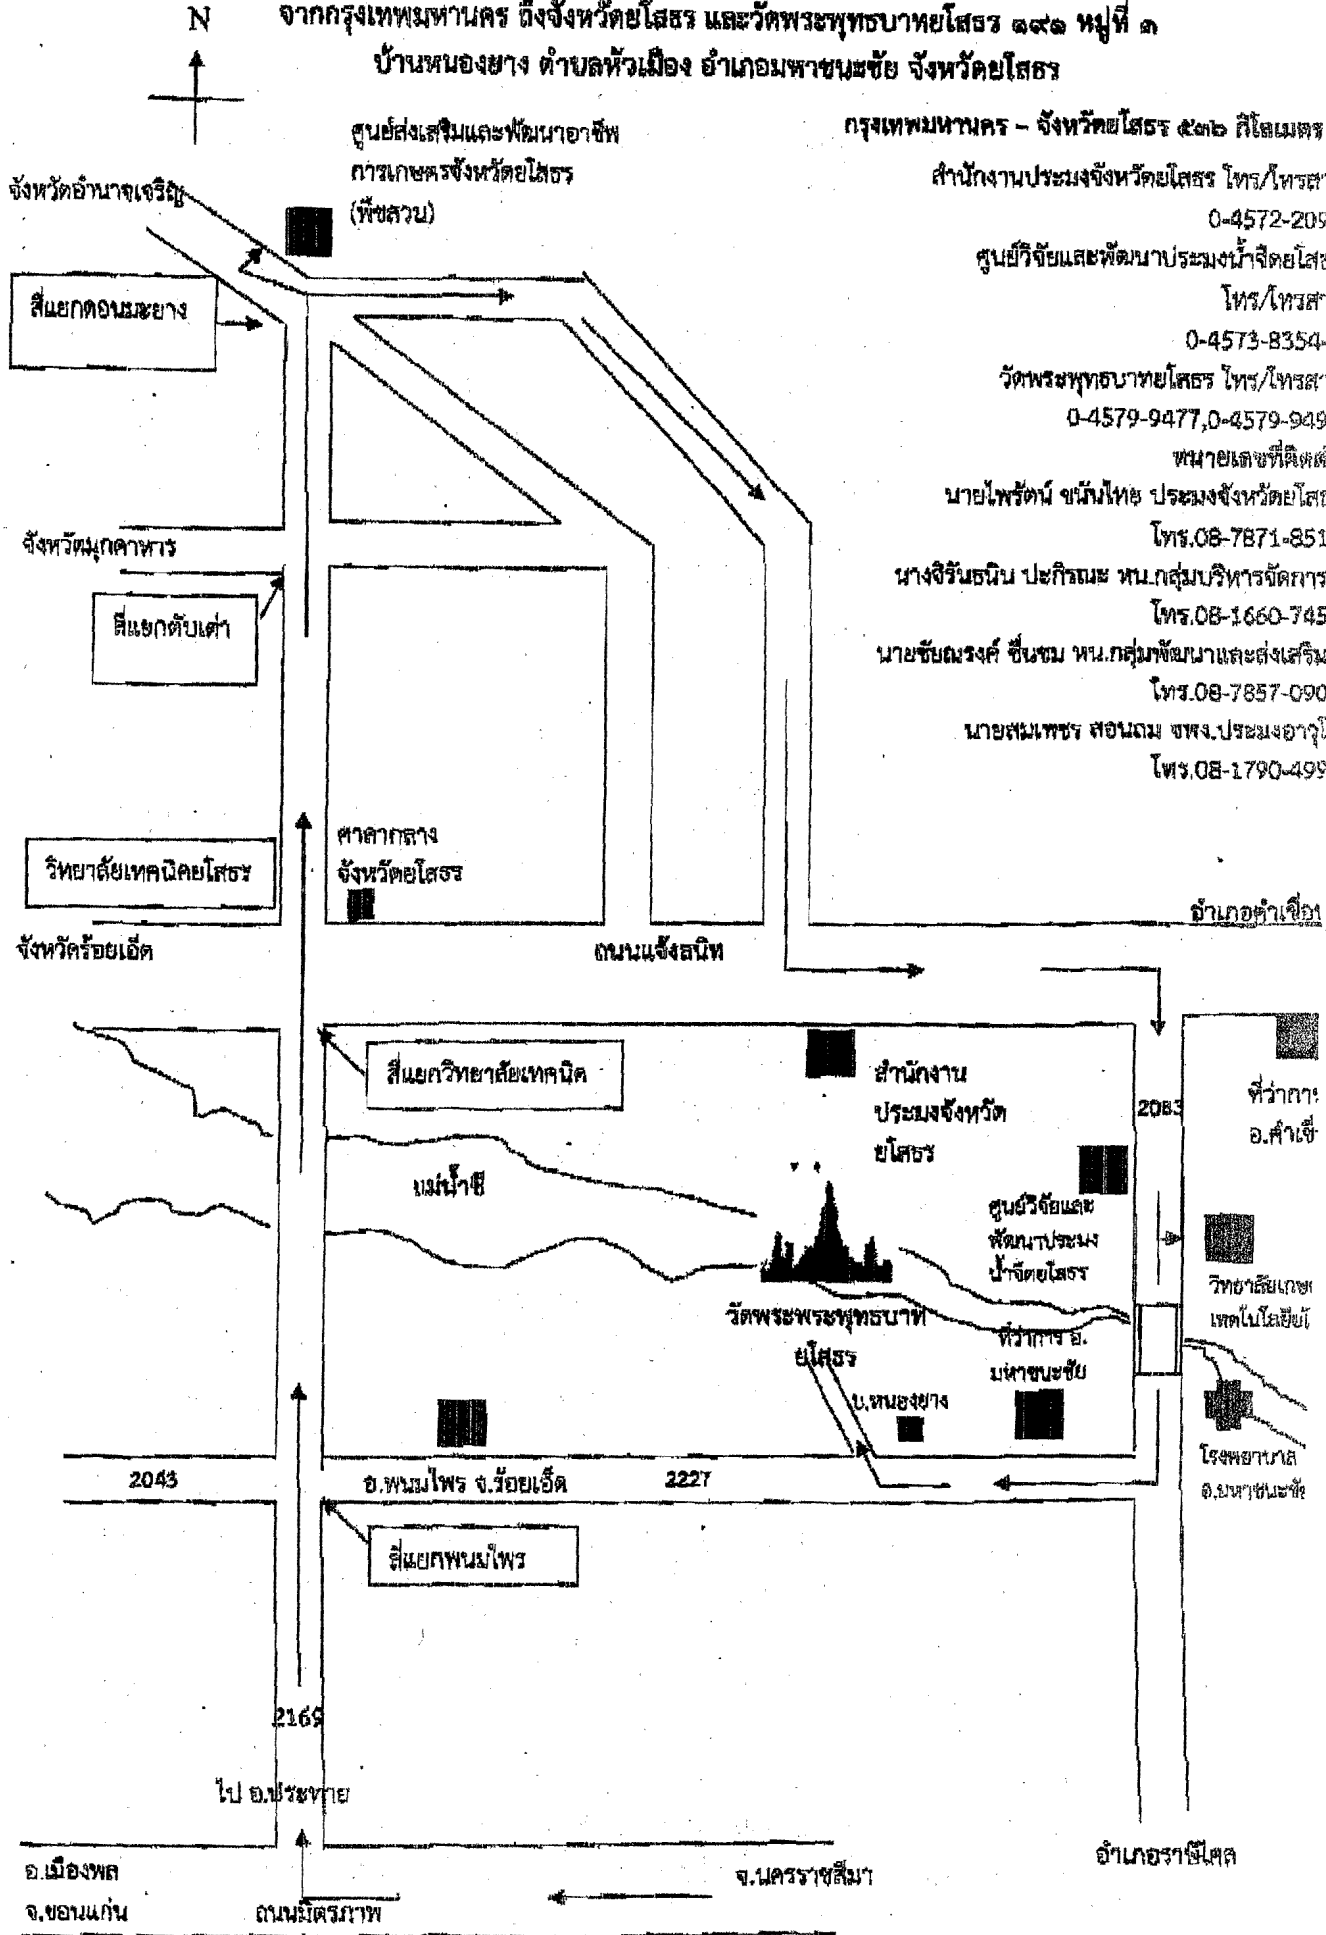 N
จากกรุงเทพมหานคร ถึงจังหวัดยโสธร และวัดพระพุทธบาทยโสธร ๑๙๑ หมู่ที่ ๑
บ้านหนองยาง ตำบลหัวเมือง อำเภอมหาชนะชัย จังหวัดยโสธร
กรุงเทพมหานคร – จังหวัดยโสธร ๕๓๒ กิโลเมตร
สำนักงานประมงจังหวัดยโสธร โทร/โทรสา
0-4572-209
ศูนย์วิจัยและพัฒนาประมงน้ำจืดยโสธ
โทร/โทรสา
0-4573-8354-
วัดพระพุทธบาทยโสธร โทร/โทรสา
0-4579-9477,0-4579-949
หมายเลขที่ติดต่
นายไพรัตน์ ขนันไทย ประมงจังหวัดยโสธ
โทร.08-7871-851
นางจิรันธนิน ปะกิรณะ หน.กลุ่มบริหารจัดการ
โทร.08-1660-745
นายชัยณรงค์ ชื่นชม หน.กลุ่มพัฒนาและส่งเสริม
โทร.08-7857-090
นายสมเพชร สอนถม จพง.ประมงอาวุโ
โทร.08-1790-499
ศูนย์ส่งเสริมและพัฒนาอาชีพ
การเกษตรจังหวัดยโสธร
(พืชสวน)
จังหวัดอำนาจเจริญ
สี่แยกดอนมะยาง
จังหวัดมุกดาหาร
สี่แยกตับเต่า
ศาลากลาง
จังหวัดยโสธร
วิทยาลัยเทคนิคยโสธร
อำเภอคำเขื่อ
จังหวัดร้อยเอ็ด
ถนนแจ้งสนิท
สี่แยกวิทยาลัยเทคนิค
สำนักงาน
ประมงจังหวัด
ยโสธร
2083
ที่ว่ากา
อ.คำเขื่
แม่น้ำชี
ศูนย์วิจัยและ
พัฒนาประมง
น้ำจืดยโสธร
วิทยาลัยเกษ
เทคโนโลยีย
วัดพระพระพุทธบาท
ยโสธร
ที่ว่าการ อ.
มหาชนะชัย
บ.หนองยาง
โรงพยาบาล
อ.มหาชนะชั
2043
อ.พนมไพร จ.ร้อยเอ็ด
2227
สี่แยกพนมไพร
2169
ไป อ.ประทาย
อ.เมืองพล
จ.ขอนแก่น
ถนนมิตรภาพ
จ.นครราชสีมา
อำเภอราษีไศล